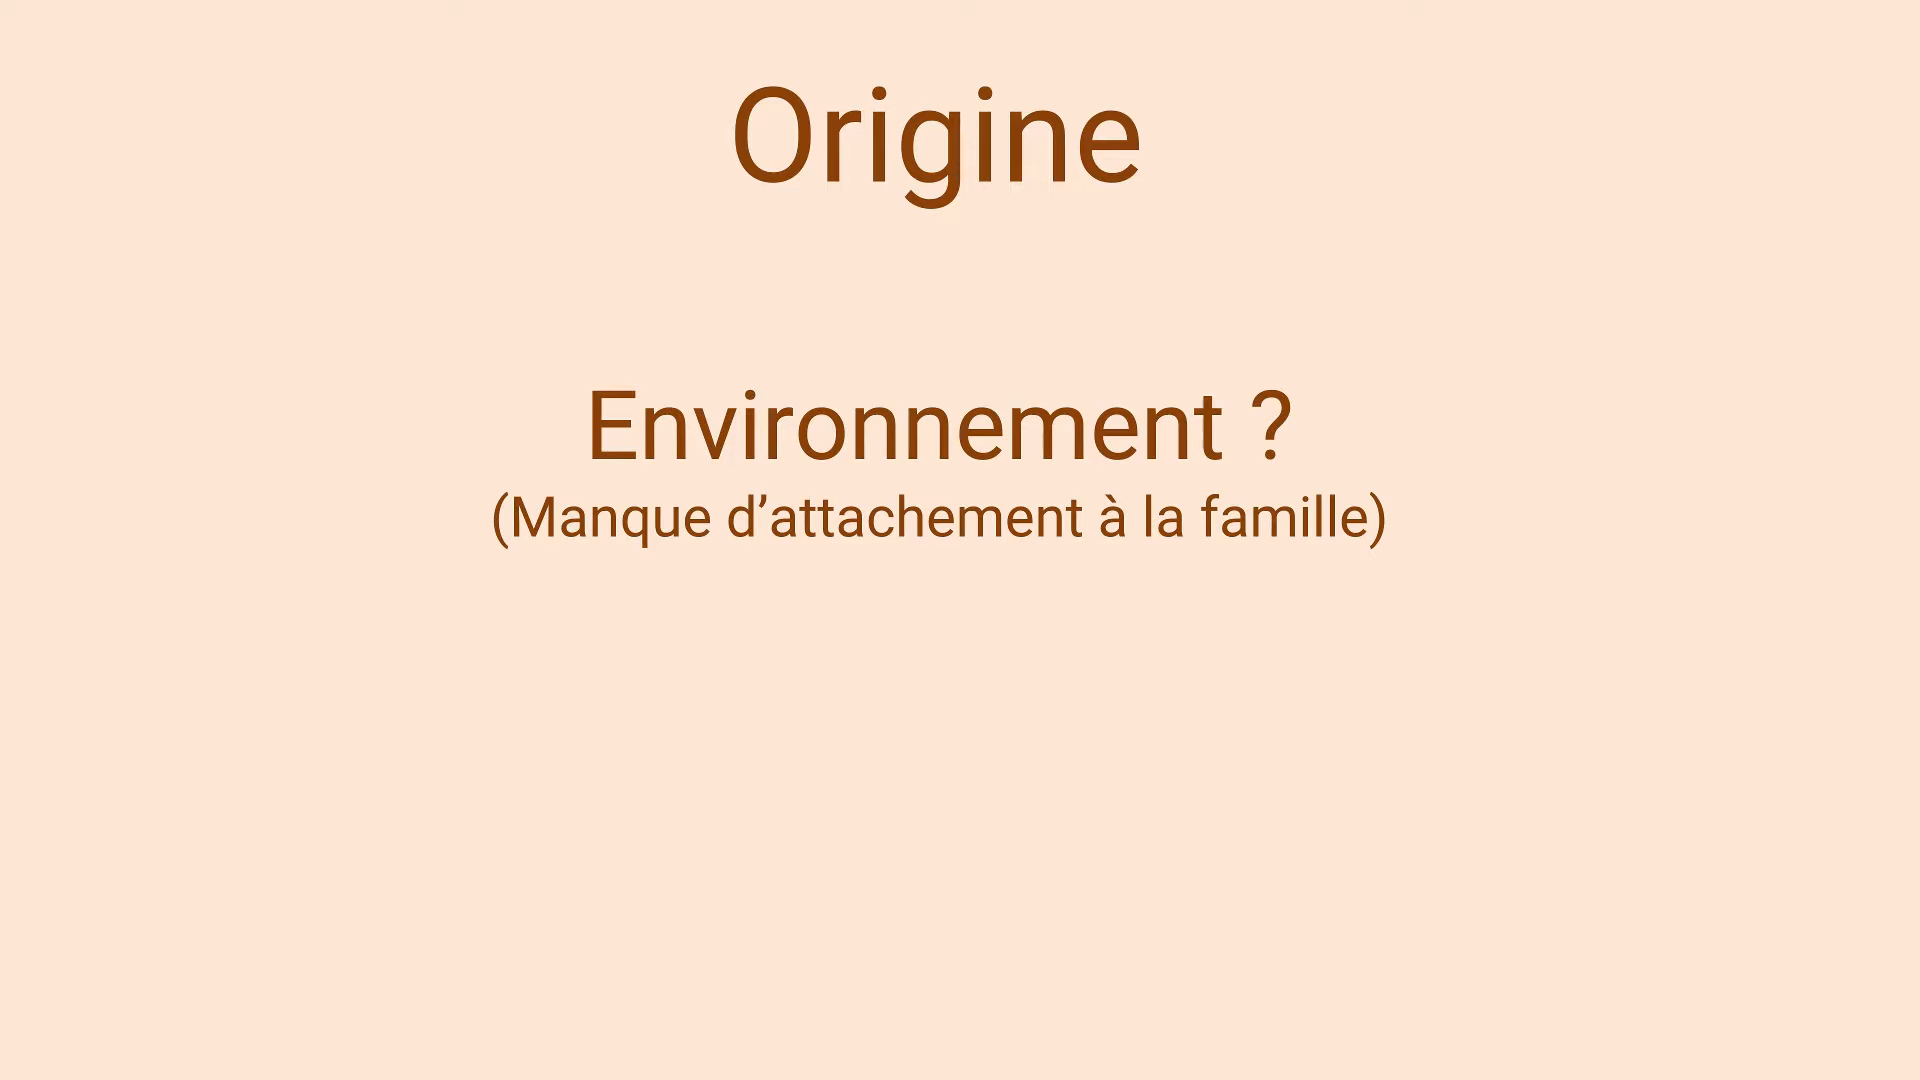 Origine
Environnement ?
(Manque d’attachement à la famille)